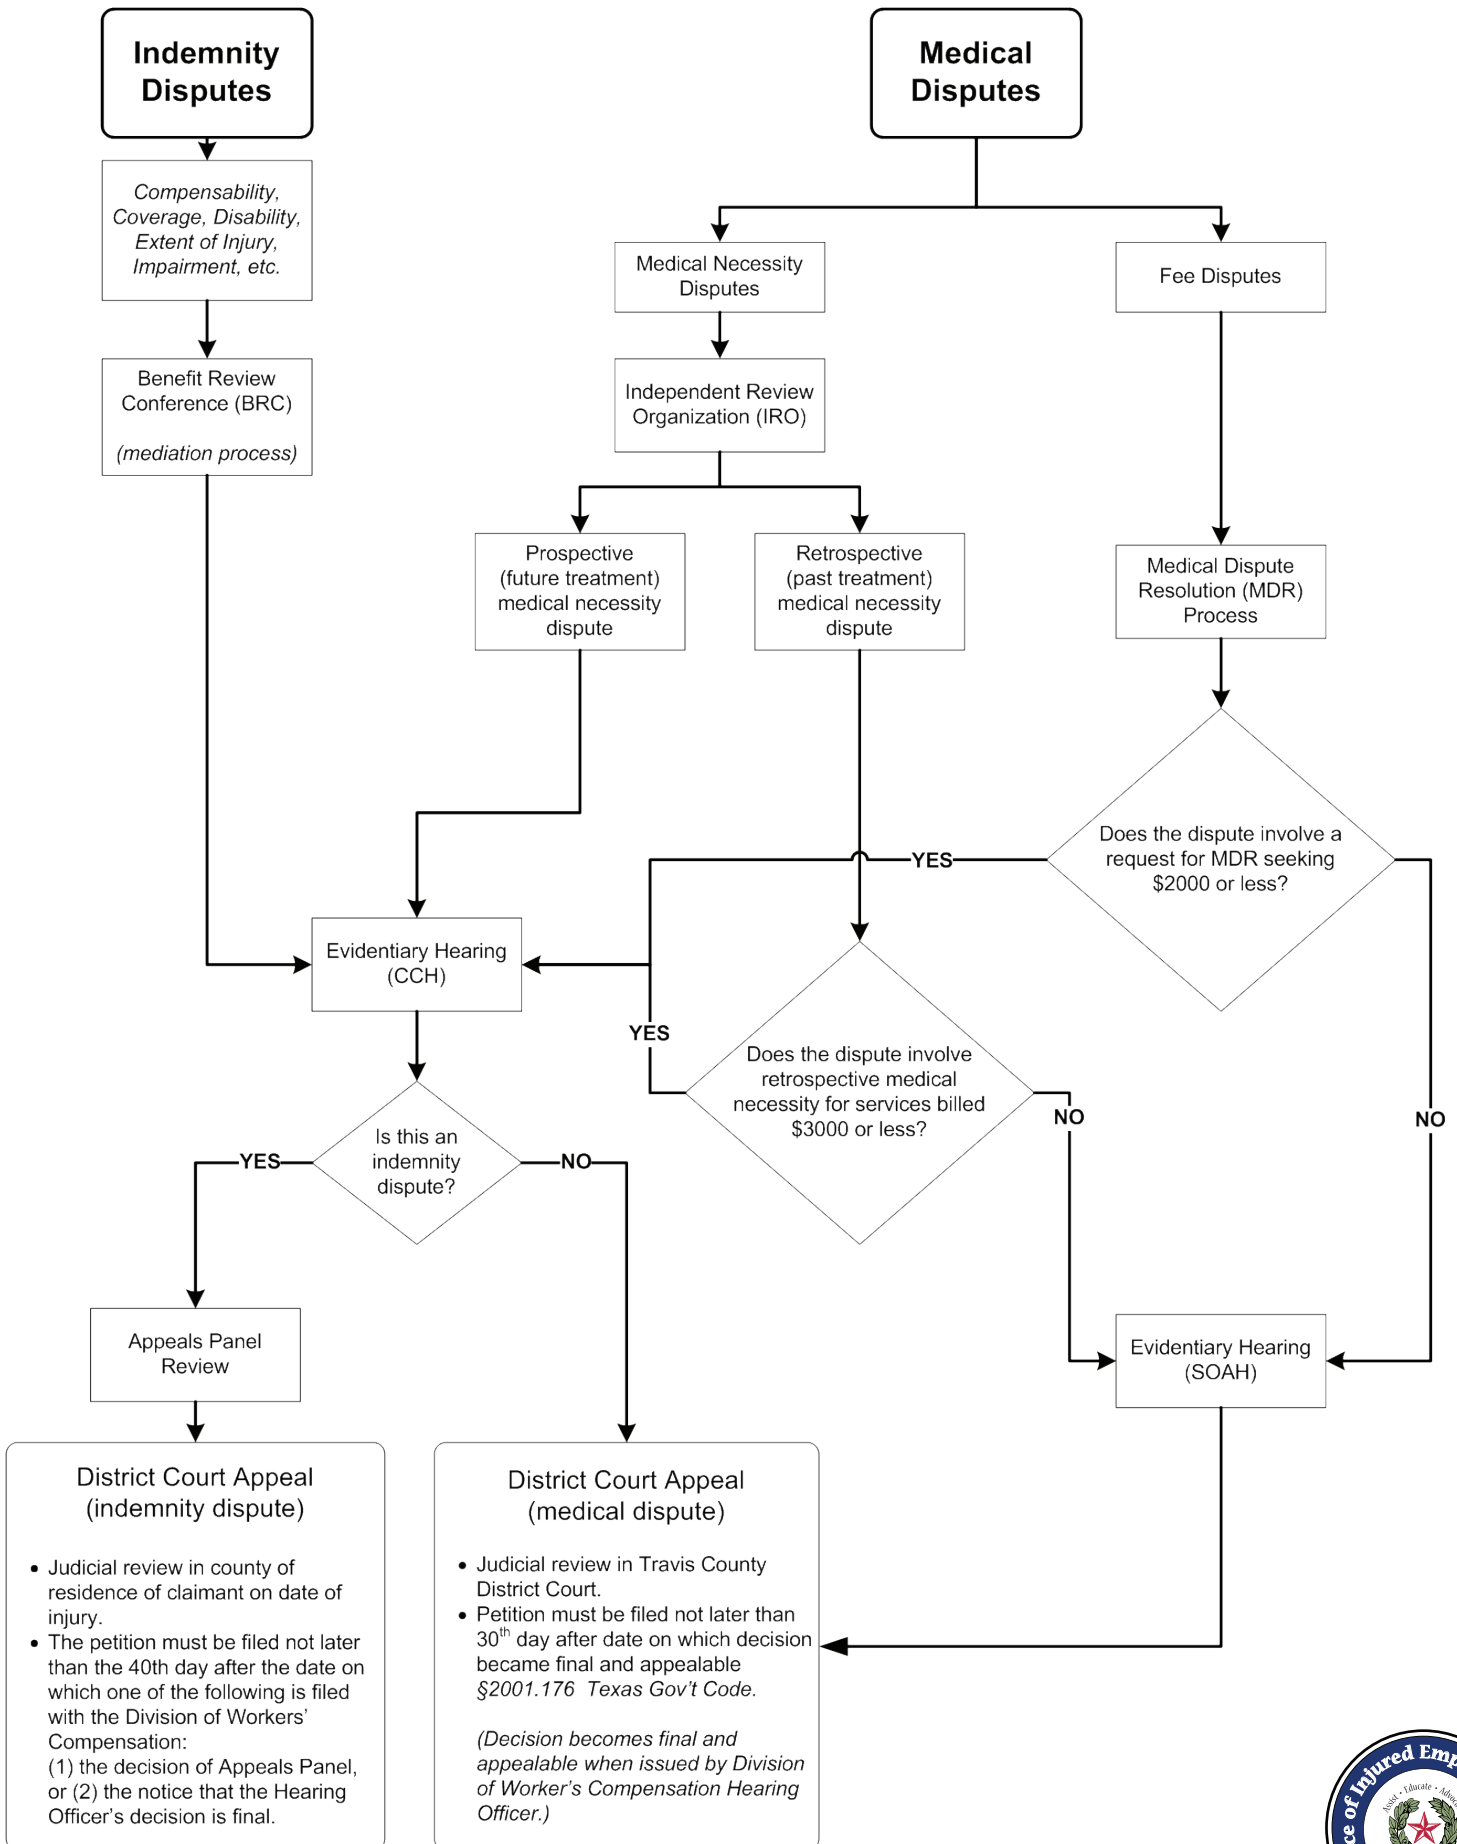 Indemnity
Disputes
Medical
Disputes
Compensability,
Coverage, Disability,
Extent of Injury,
Impairment, etc.
Medical Necessity
Disputes
Fee Disputes
Benefit Review
Conference (BRC)
(mediation process)
Independent Review
Organization (IRO)
Prospective
(future treatment)
medical necessity
dispute
Retrospective
(past treatment)
medical necessity
dispute
Medical Dispute
Resolution (MDR)
Process
Does the dispute involve a
request for MDR seeking
$2000 or less?
YES
Evidentiary Hearing
(CCH)
YES
Does the dispute involve
retrospective medical
necessity for services billed
$3000 or less?
NO
NO
Is this an
indemnity
dispute?
YES
NO
Appeals Panel
Review
Evidentiary Hearing
(SOAH)
District Court Appeal
(indemnity dispute)
• Judicial review in county of
residence of claimant on date of
injury.
• The petition must be filed not later
than the 40th day after the date on
which one of the following is filed
with the Division of Workers’
Compensation:
(1) the decision of Appeals Panel,
or (2) the notice that the Hearing
Officer’s decision is final.
District Court Appeal
(medical dispute)
• Judicial review in Travis County
District Court.
• Petition must be filed not later than
30th day after date on which decision
became final and appealable
§2001.176 Texas Gov’t Code.
(Decision becomes final and
appealable when issued by Division
of Worker’s Compensation Hearing
Officer.)
of Injured
Assist • Educate •